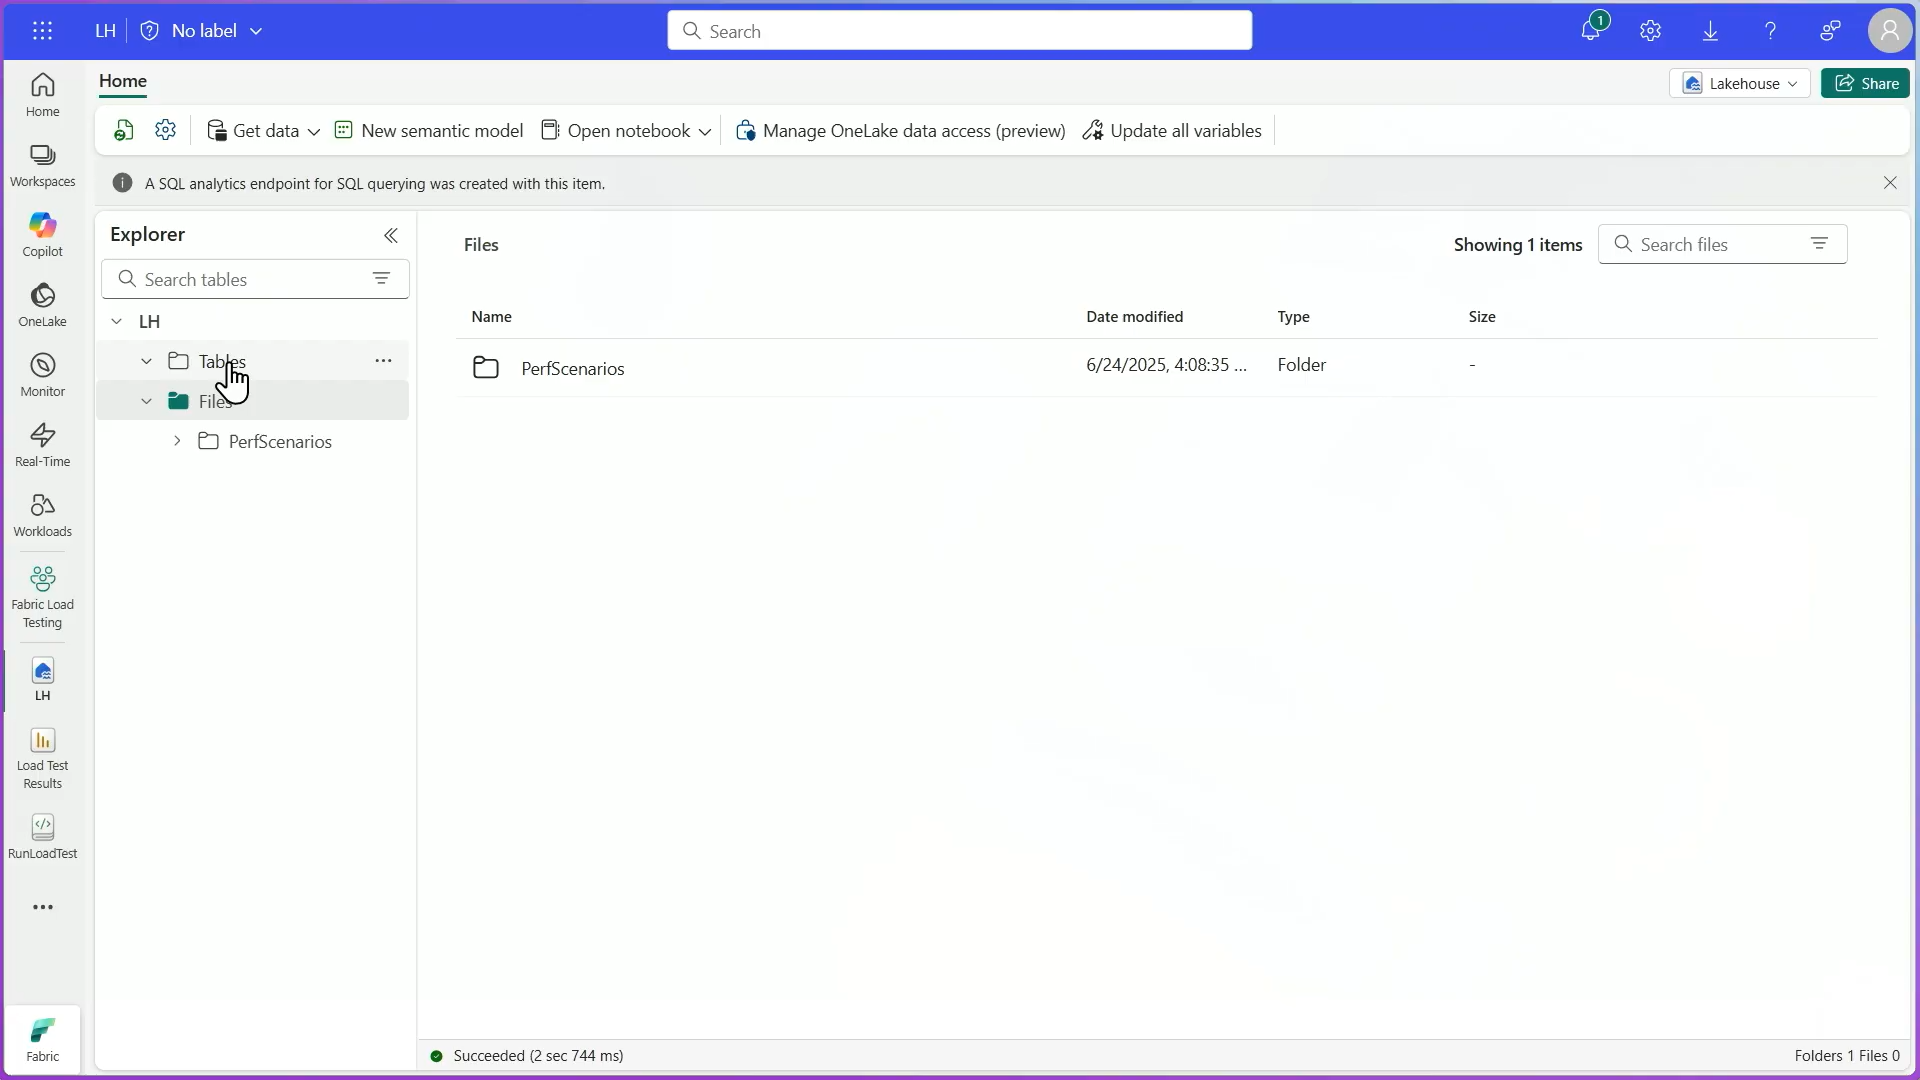 LH
No label
Search
1
Home
Lakehouse
Share
Get data
New semantic model
Open notebook
Manage OneLake data access (preview)
Update all variables
A SQL analytics endpoint for SQL querying was created with this item.
Home
Workspaces
Copilot
OneLake
Monitor
Real-Time
Workloads
Fabric Load
Testing
LH
Load Test
Results
RunLoadTest
Fabric
Explorer
Search tables
LH
Tables
Files
PerfScenarios
Files
Showing 1 items
Search files
Name Date modified Type Size
PerfScenarios 6/24/2025, 4:08:35 ... Folder -
Succeeded (2 sec 744 ms)
Folders 1 Files 0